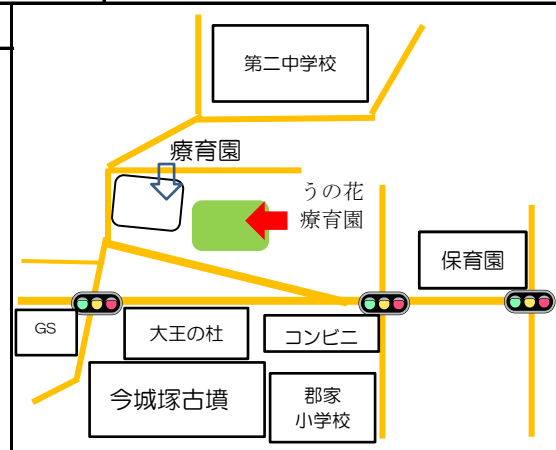 第二中学校
療育園
うの花
療育園
保育園
GS
大王の杜
コンビニ
今城塚古墳
郡家
小学校